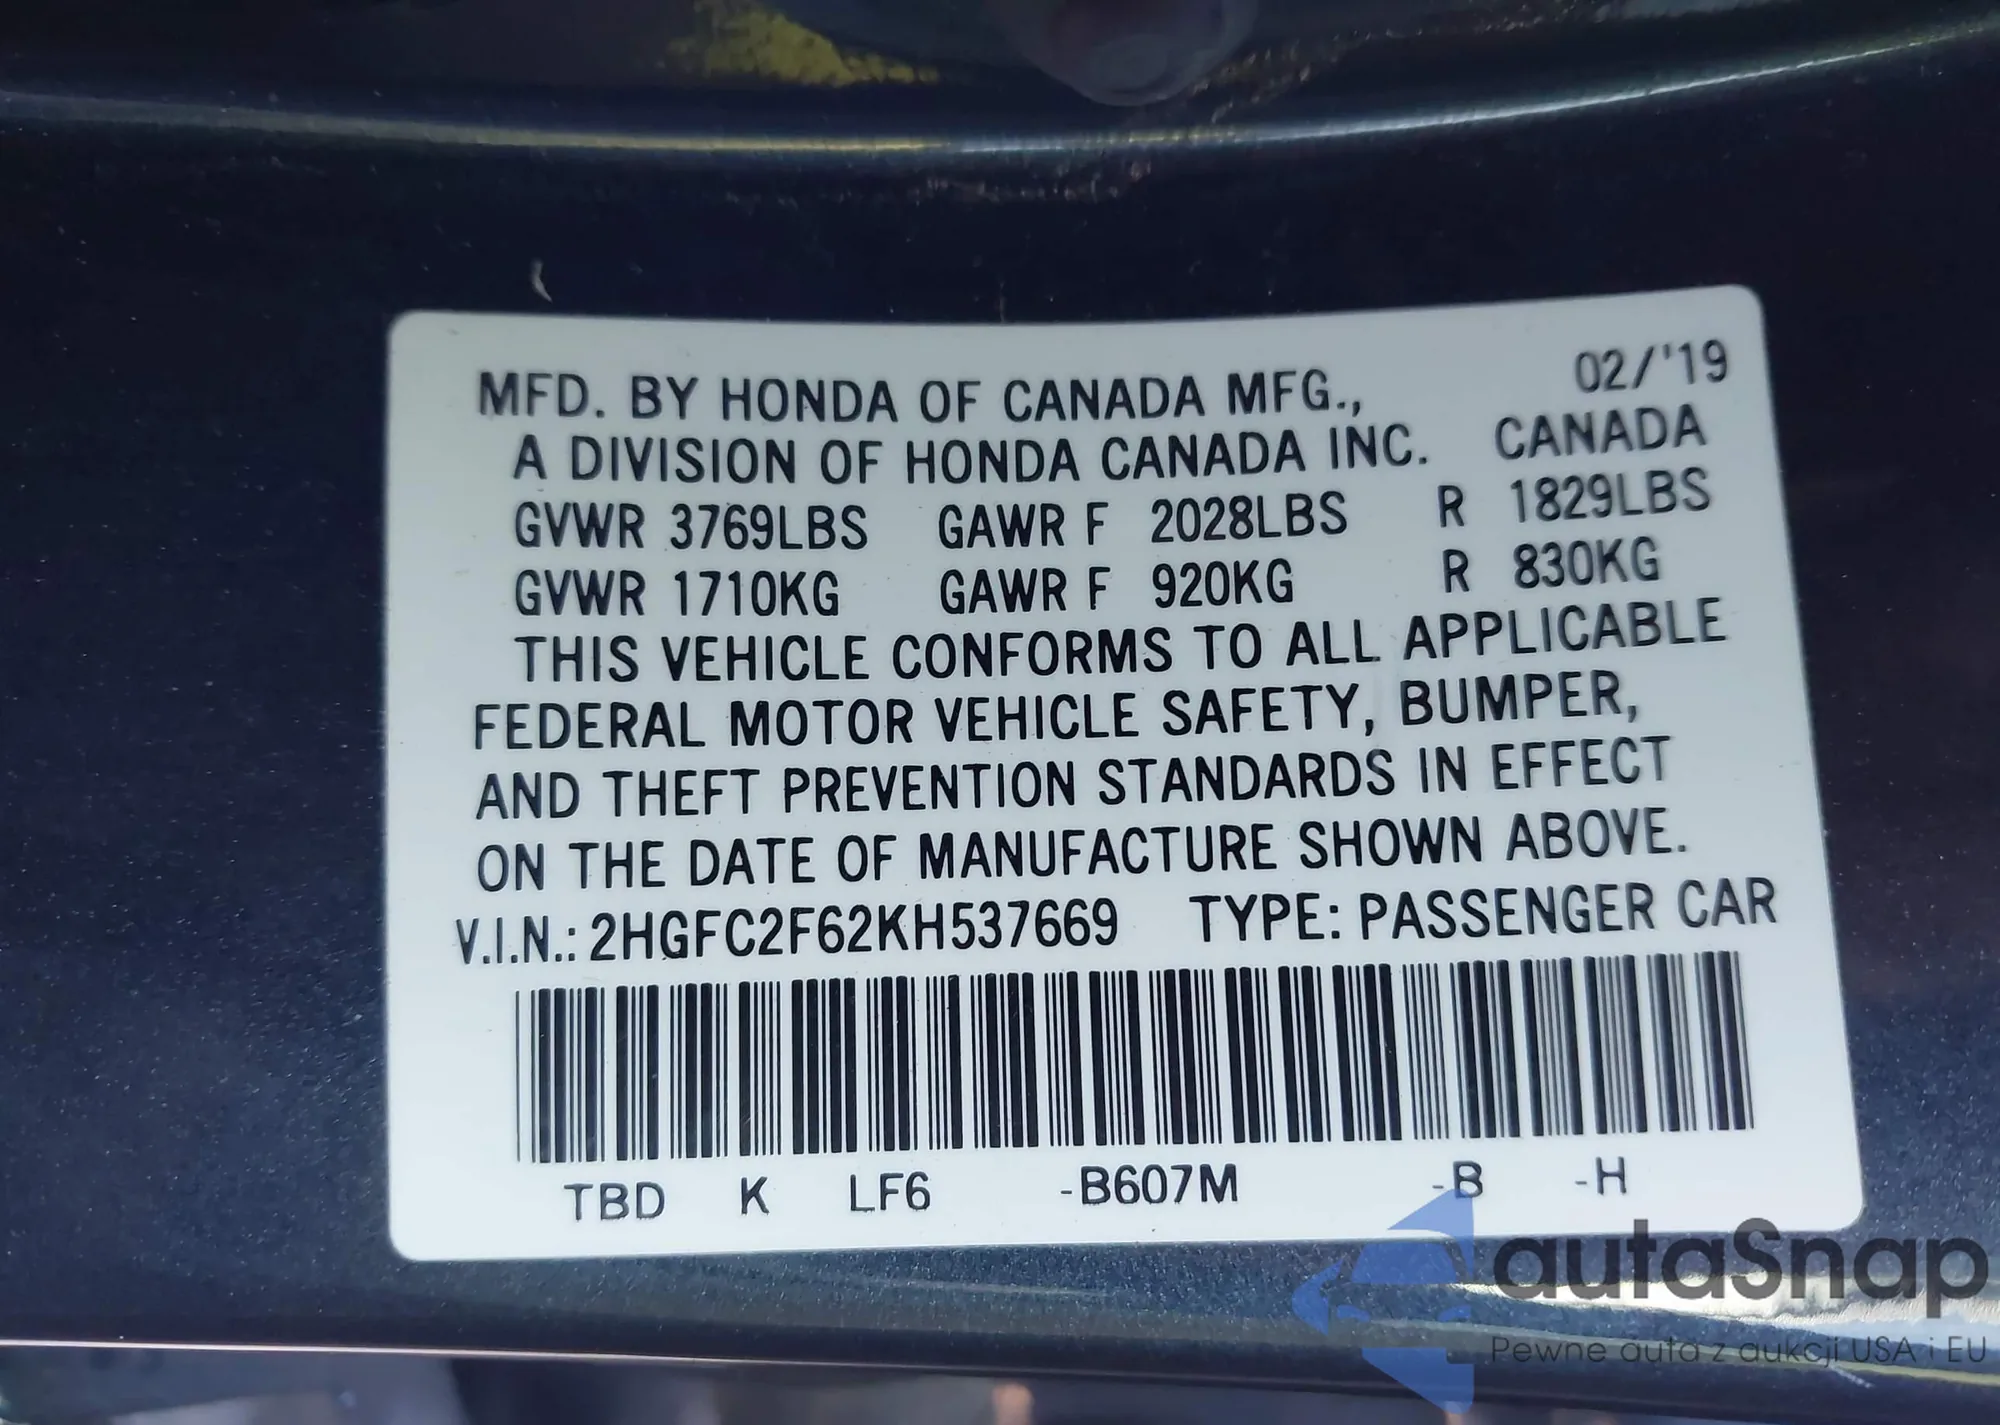 MFD. BY HONDA OF CANADA MFG., 02/'19
A DIVISION OF HONDA CANADA INC. CANADA
GVWR 3769LBS GAWR F 2028LBS R 1829LBS
GVWR 1710KG GAWR F 920KG R 830KG
THIS VEHICLE CONFORMS TO ALL APPLICABLE
FEDERAL MOTOR VEHICLE SAFETY, BUMPER,
AND THEFT PREVENTION STANDARDS IN EFFECT
ON THE DATE OF MANUFACTURE SHOWN ABOVE.
V.I.N.: 2HGFC2F62KH537669 TYPE: PASSENGER CAR
TBD K LF6 -B607M -B -H
autaSnap
Pewne auta z aukcji USA i EU